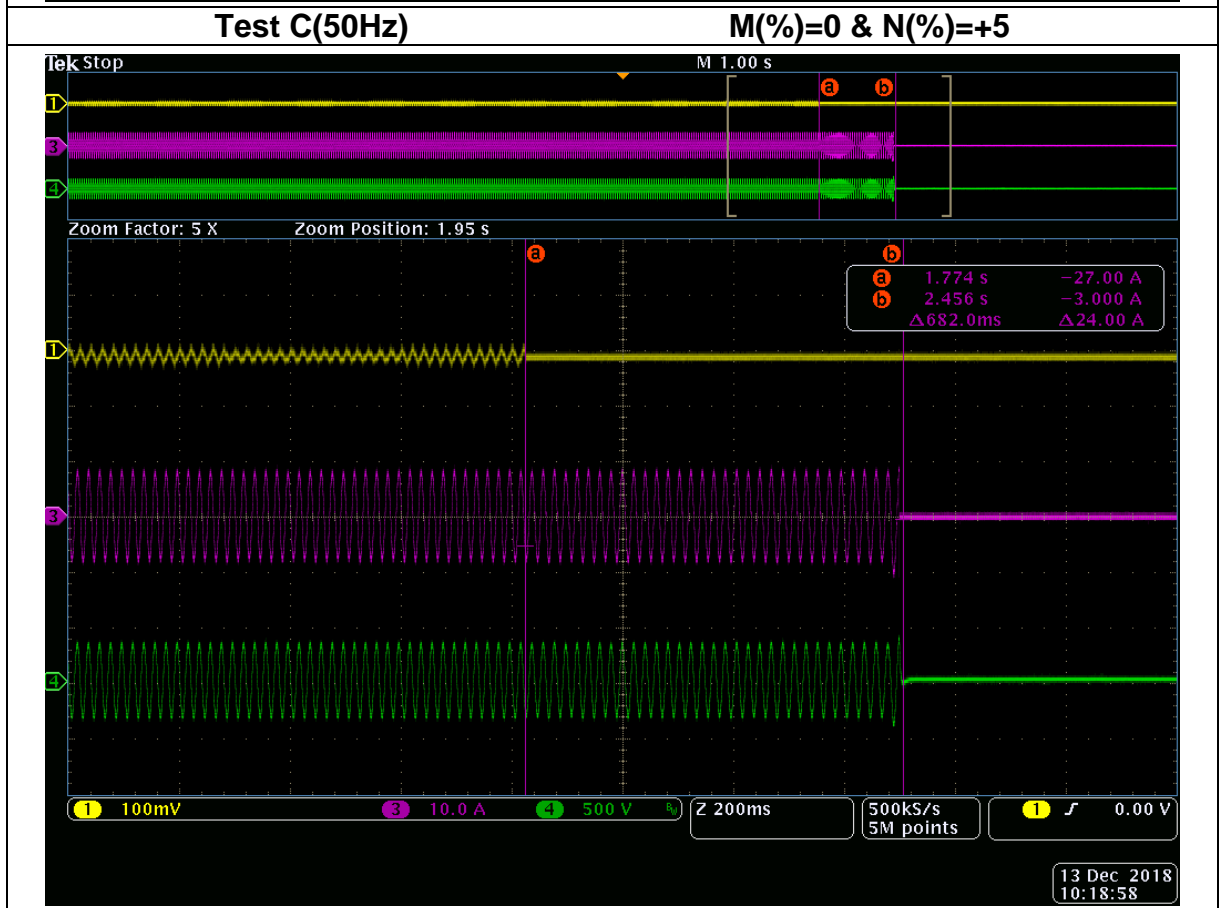 Test C(50Hz) M(%)=0 & N(%)=+5
Tek Stop M 1.00 s
a b
1
3
4
Zoom Factor: 5 X Zoom Position: 1.95 s
a b
a 1.774 s −27.00 A
b 2.456 s −3.000 A
Δ682.0ms Δ24.00 A
1
3
4
1 100mV 3 10.0 A 4 500 V BW Z 200ms 500kS/s 1 0.00 V
5M points
13 Dec 2018
10:18:58